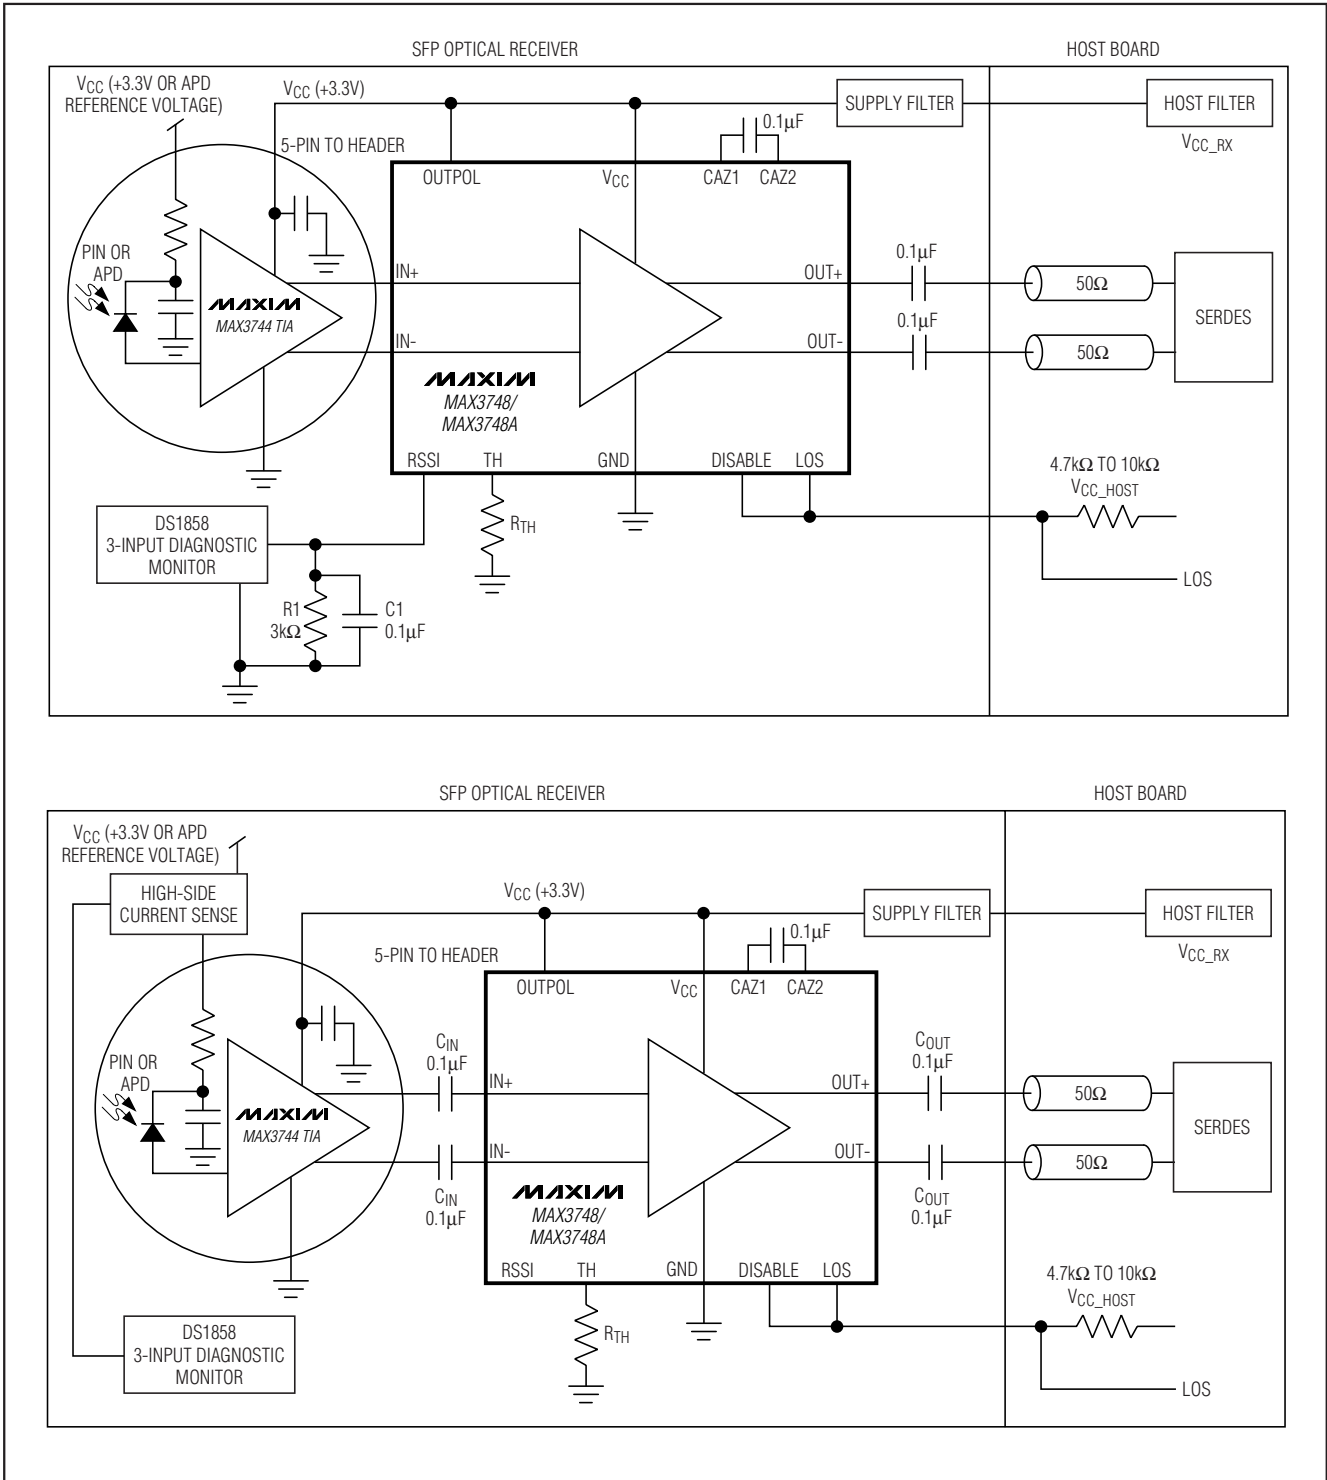 SFP OPTICAL RECEIVER
HOST BOARD
VCC (+3.3V OR APD
REFERENCE VOLTAGE)
VCC (+3.3V)
SUPPLY FILTER
HOST FILTER
VCC_RX
0.1µF
5-PIN TO HEADER
OUTPOL
VCC
CAZ1
CAZ2
PIN OR
APD
MAXIM
MAX3744 TIA
IN+
IN-
OUT+
OUT-
0.1µF
0.1µF
50Ω
50Ω
SERDES
MAXIM
MAX3748/
MAX3748A
RSSI
TH
GND
DISABLE
LOS
4.7kΩ TO 10kΩ
VCC_HOST
LOS
RTH
DS1858
3-INPUT DIAGNOSTIC
MONITOR
R1
3kΩ
C1
0.1µF
SFP OPTICAL RECEIVER
HOST BOARD
VCC (+3.3V OR APD
REFERENCE VOLTAGE)
HIGH-SIDE
CURRENT SENSE
VCC (+3.3V)
SUPPLY FILTER
HOST FILTER
VCC_RX
0.1µF
5-PIN TO HEADER
OUTPOL
VCC
CAZ1
CAZ2
PIN OR
APD
MAXIM
MAX3744 TIA
CIN
0.1µF
CIN
0.1µF
IN+
IN-
OUT+
OUT-
COUT
0.1µF
COUT
0.1µF
50Ω
50Ω
SERDES
MAXIM
MAX3748/
MAX3748A
RSSI
TH
GND
DISABLE
LOS
4.7kΩ TO 10kΩ
VCC_HOST
LOS
RTH
DS1858
3-INPUT DIAGNOSTIC
MONITOR